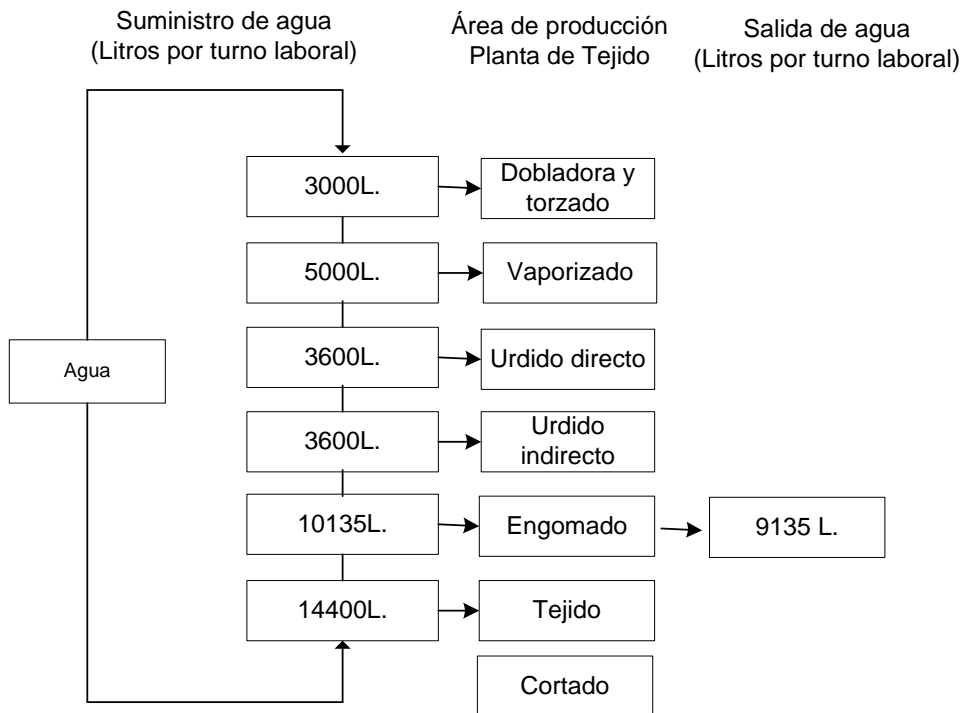 Suministro de agua
(Litros por turno laboral)
Área de producción
Planta de Tejido
Salida de agua
(Litros por turno laboral)
3000L.
Dobladora y
torzado
5000L.
Vaporizado
Agua
3600L.
Urdido directo
3600L.
Urdido
indirecto
10135L.
Engomado
9135 L.
14400L.
Tejido
Cortado